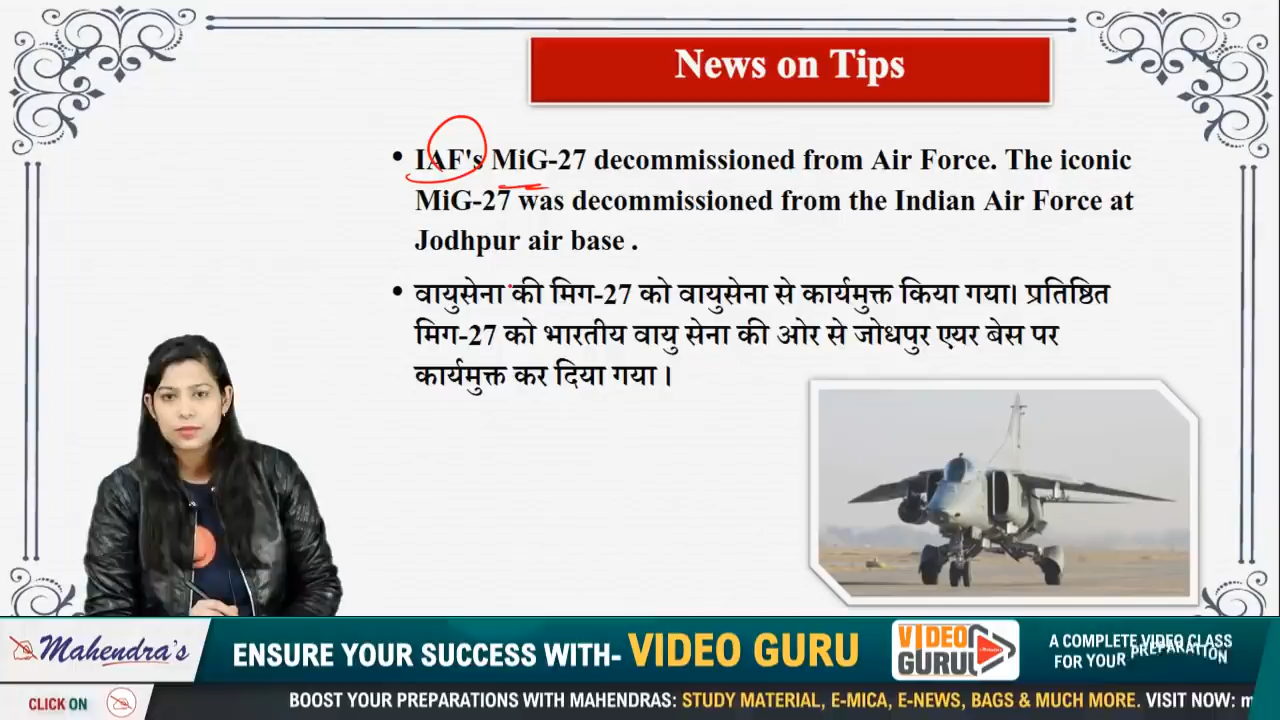 News on Tips
• IAF's MiG-27 decommissioned from Air Force. The iconic
MiG-27 was decommissioned from the Indian Air Force at
Jodhpur air base .
• वायुसेना की मिग-27 को वायुसेना से कार्यमुक्त किया गया। प्रतिष्ठित
मिग-27 को भारतीय वायु सेना की ओर से जोधपुर एयर बेस पर
कार्यमुक्त कर दिया गया।
Mahendra's
ENSURE YOUR SUCCESS WITH- VIDEO GURU
VIDEO
GURU
A COMPLETE VIDEO CLASS
FOR YOUR PREPARATION
CLICK ON
BOOST YOUR PREPARATIONS WITH MAHENDRAS: STUDY MATERIAL, E-MICA, E-NEWS, BAGS & MUCH MORE. VISIT NOW: m